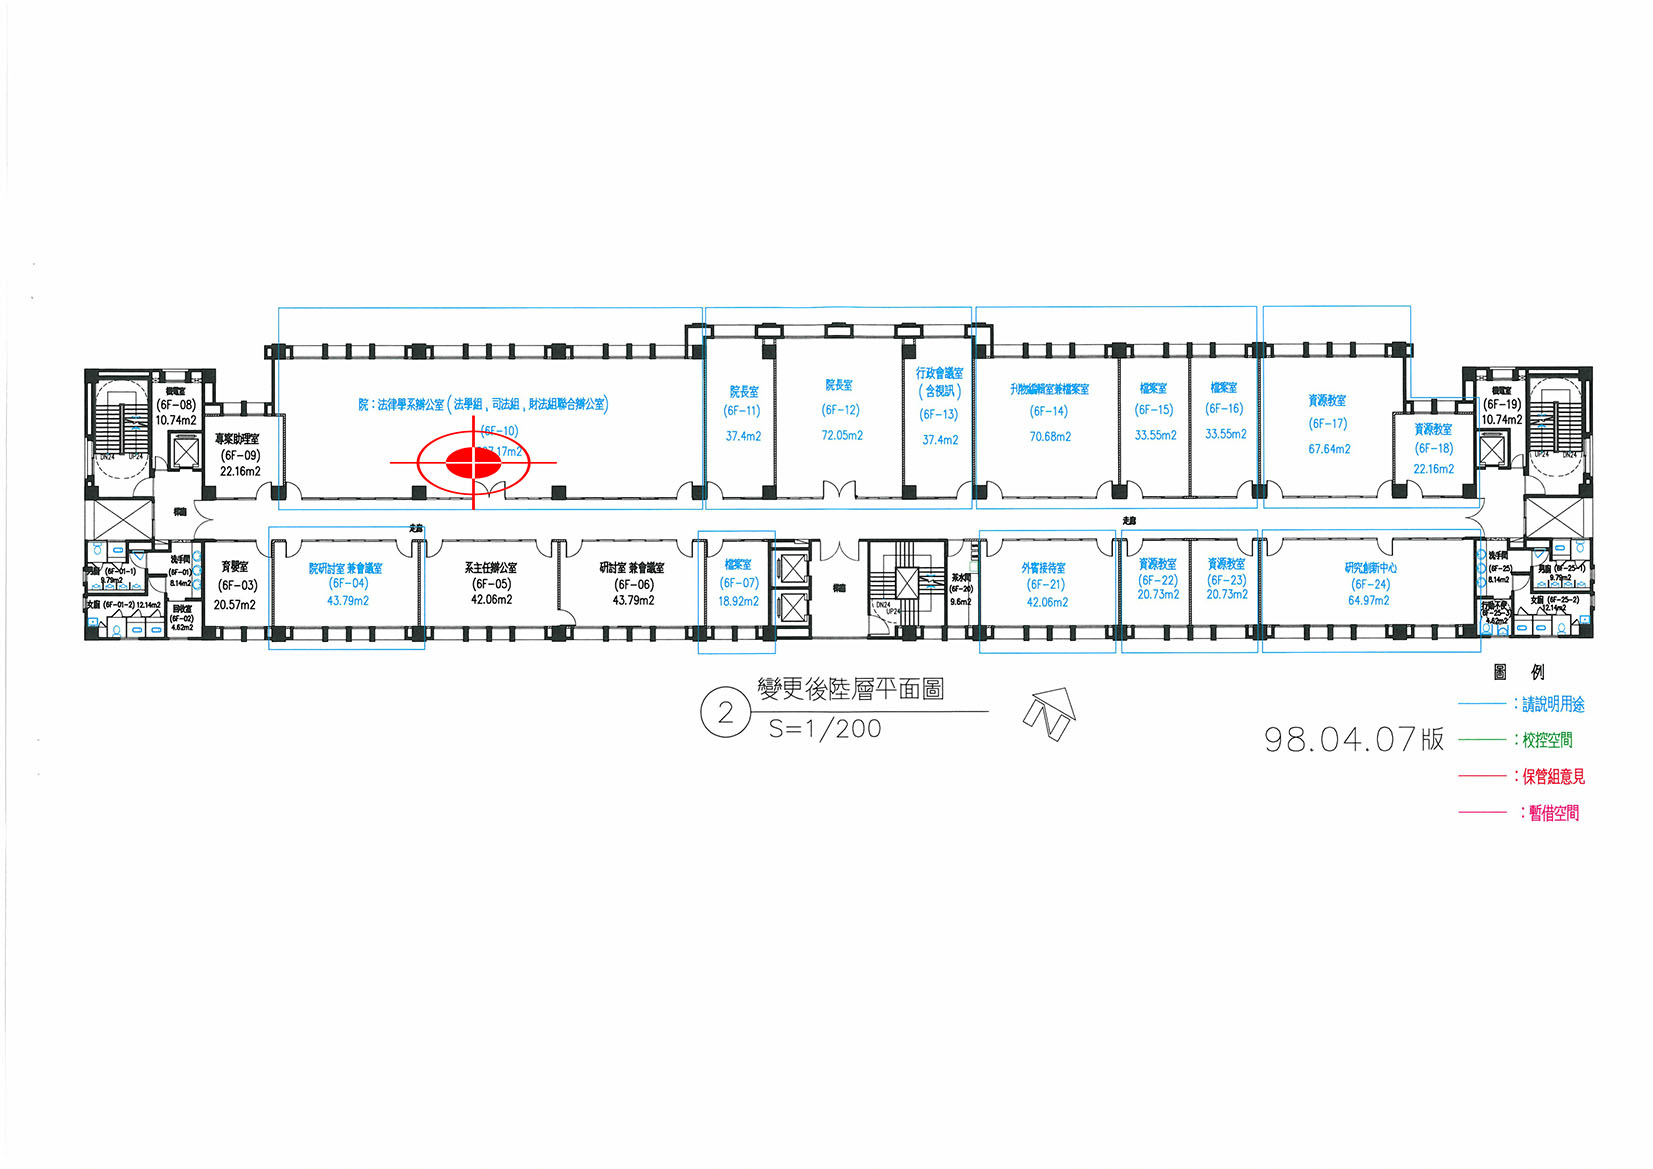 機電室
(6F-08)
10.74m2
DN24 UP24
專案助理室
(6F-09)
22.16m2
院：法律學系辦公室(法學組，司法組，財法組聯合辦公室)
(6F-10)
院長室
(6F-11)
37.4m2
院長室
(6F-12)
72.05m2
行政會議室
(含視訊)
(6F-13)
37.4m2
刊物編輯室兼檔案室
(6F-14)
70.68m2
檔案室
(6F-15)
33.55m2
檔案室
(6F-16)
33.55m2
資源教室
(6F-17)
67.64m2
資源教室
(6F-18)
22.16m2
機電室
(6F-19)
10.74m2
UP24 DN24
梯廳
走廊
走廊
男廁 (6F-01-1)
9.79m2
女廁 (6F-01-2) 12.14m2
洗手間
(6F-01)
8.14m2
回收室
(6F-02)
4.62m2
育嬰室
(6F-03)
20.57m2
院研討室 兼會議室
(6F-04)
43.79m2
系主任辦公室
(6F-05)
42.06m2
研討室 兼會議室
(6F-06)
43.79m2
檔案室
(6F-07)
18.92m2
梯廳
DN24
UP24
茶水間
(6F-20)
9.6m2
外賓接待室
(6F-21)
42.06m2
資源教室
(6F-22)
20.73m2
資源教室
(6F-23)
20.73m2
研究創新中心
(6F-24)
64.97m2
洗手間
(6F-25)
8.14m2
(6F-25-3)
4.62m2
男廁 (6F-25-1)
9.79m2
女廁 (6F-25-2)
12.14m2
2
變更後陸層平面圖
S=1/200
N
98.04.07版
圖 例
：請說明用途
：校控空間
：保管組意見
：暫借空間